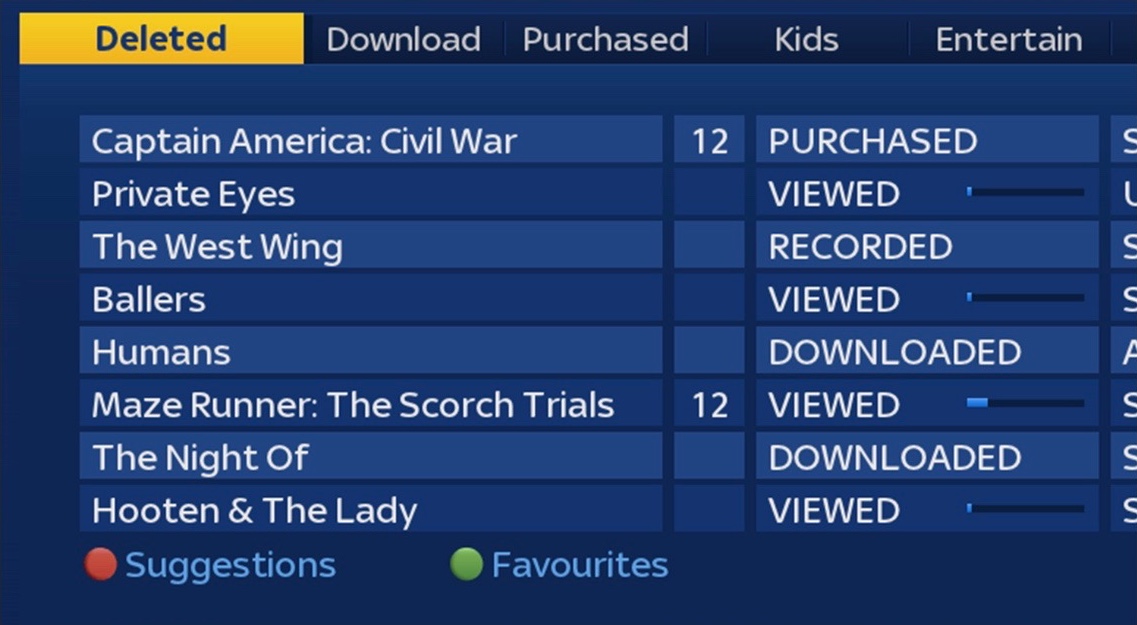 Deleted Download Purchased Kids Entertain
Captain America: Civil War 12 PURCHASED S
Private Eyes VIEWED U
The West Wing RECORDED S
Ballers VIEWED S
Humans DOWNLOADED A
Maze Runner: The Scorch Trials 12 VIEWED S
The Night Of DOWNLOADED S
Hooten & The Lady VIEWED S
Suggestions Favourites